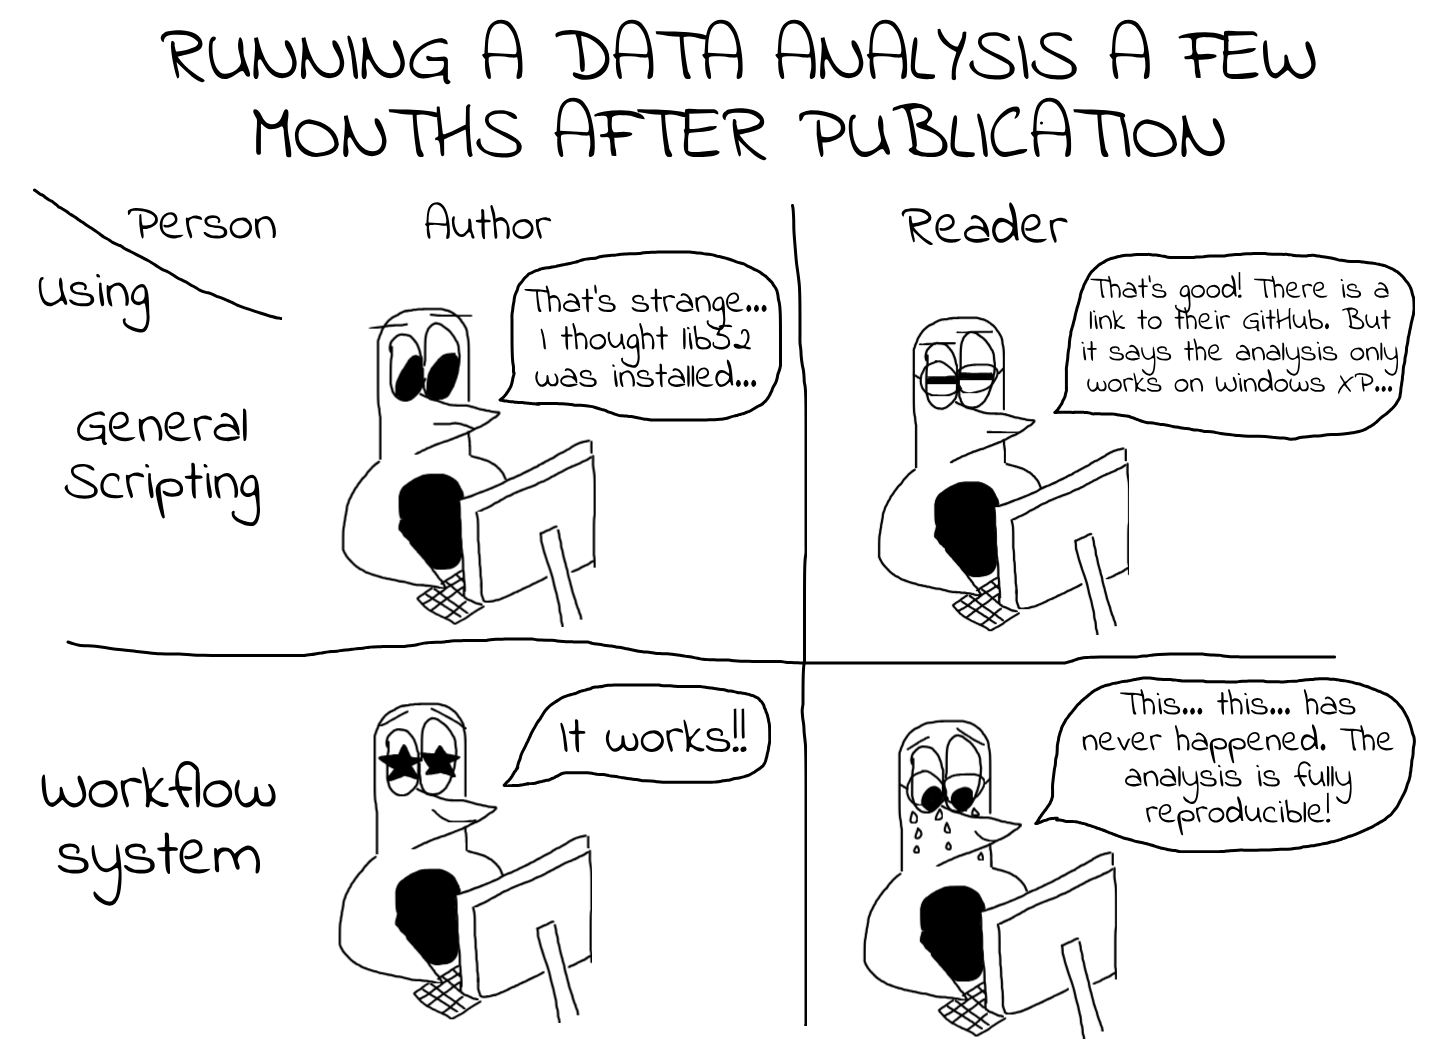 RUNNING A DATA ANALYSIS A FEW
MONTHS AFTER PUBLICATION
Person
Using
Author
Reader
General
Scripting
That's strange...
I thought lib52
was installed...
That's good! There is a
link to their GitHub. But
it says the analysis only
works on Windows XP...
Workflow
system
It works!!
This... this... has
never happened. The
analysis is fully
reproducible!